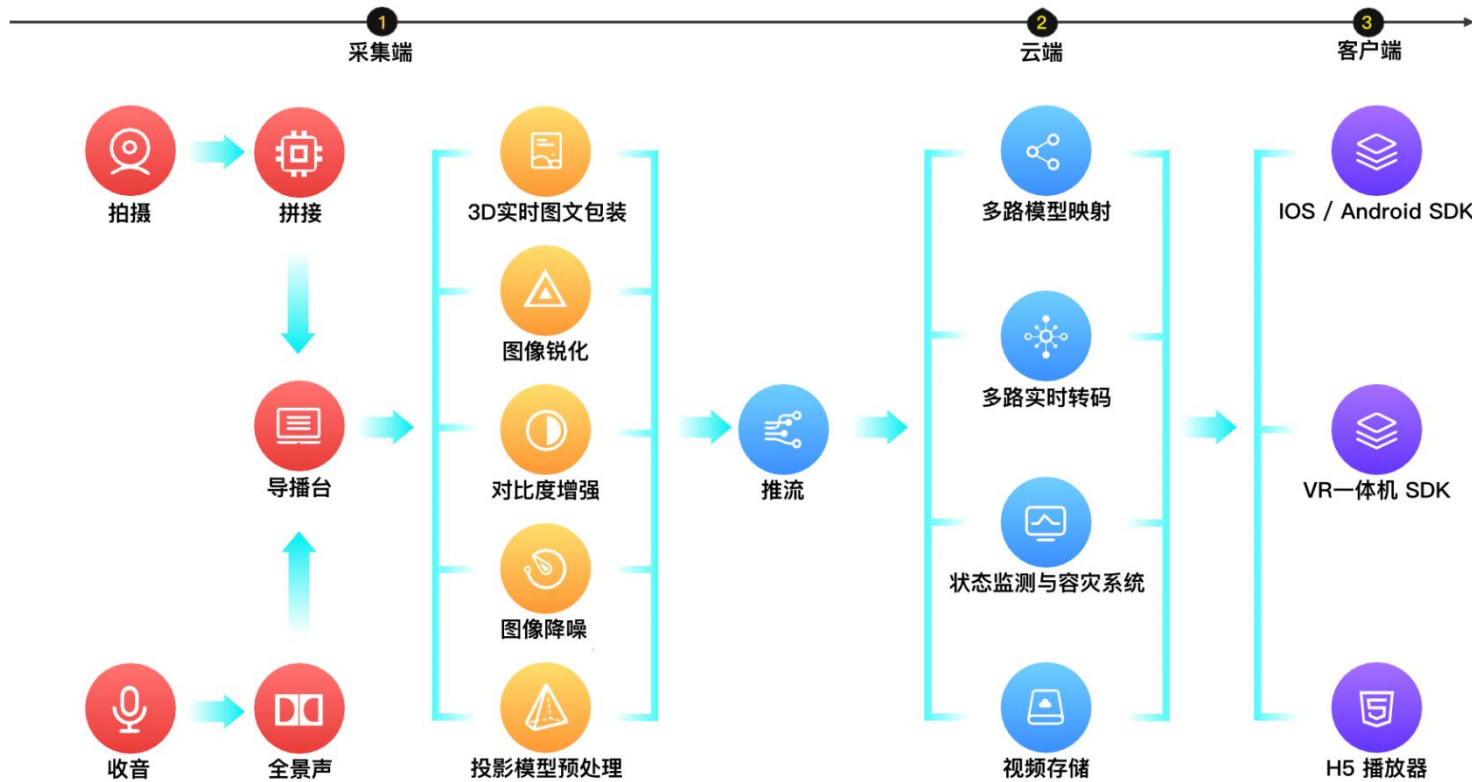 1
2
3
采集端
云端
客户端
拍摄
拼接
3D实时图文包装
多路模型映射
IOS / Android SDK
图像锐化
多路实时转码
导播台
对比度增强
推流
VR一体机 SDK
状态监测与容灾系统
图像降噪
收音
全景声
投影模型预处理
视频存储
5
H5 播放器